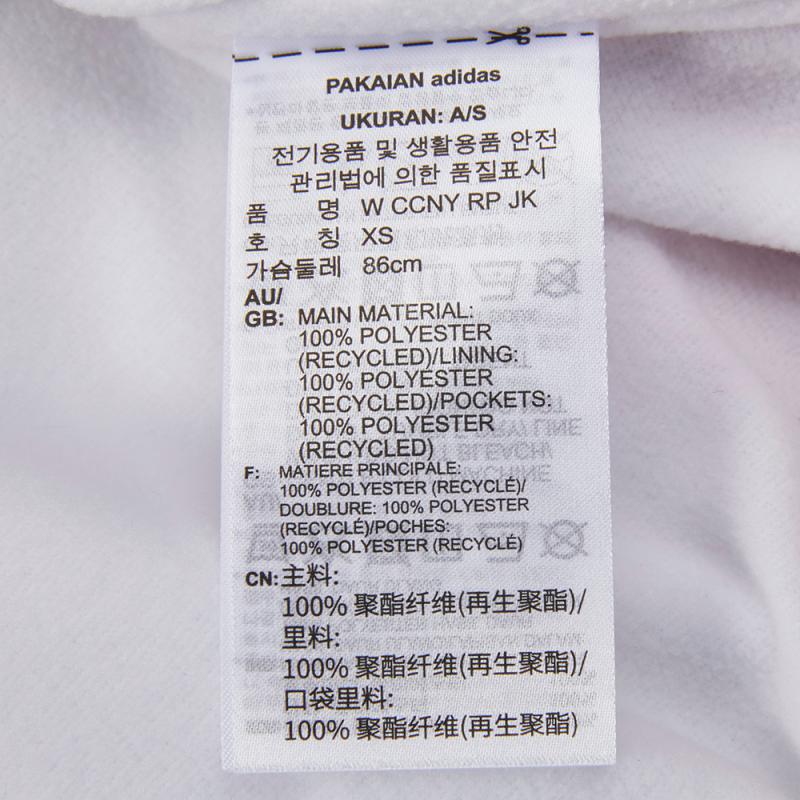 PAKAIAN adidas
UKURAN: A/S
전기용품 및 생활용품 안전
관리법에 의한 품질표시
품 명 W CCNY RP JK
호 칭 XS
가슴둘레 86cm
AU/
GB: MAIN MATERIAL:
100% POLYESTER
(RECYCLED)/LINING:
100% POLYESTER
(RECYCLED)/POCKETS:
100% POLYESTER
(RECYCLED)
F: MATIERE PRINCIPALE:
100% POLYESTER (RECYCLÉ)/
DOUBLURE: 100% POLYESTER
(RECYCLÉ)/POCHES:
100% POLYESTER (RECYCLÉ)
CN: 主料:
100% 聚酯纤维(再生聚酯)/
里料:
100% 聚酯纤维(再生聚酯)/
口袋里料:
100% 聚酯纤维(再生聚酯)